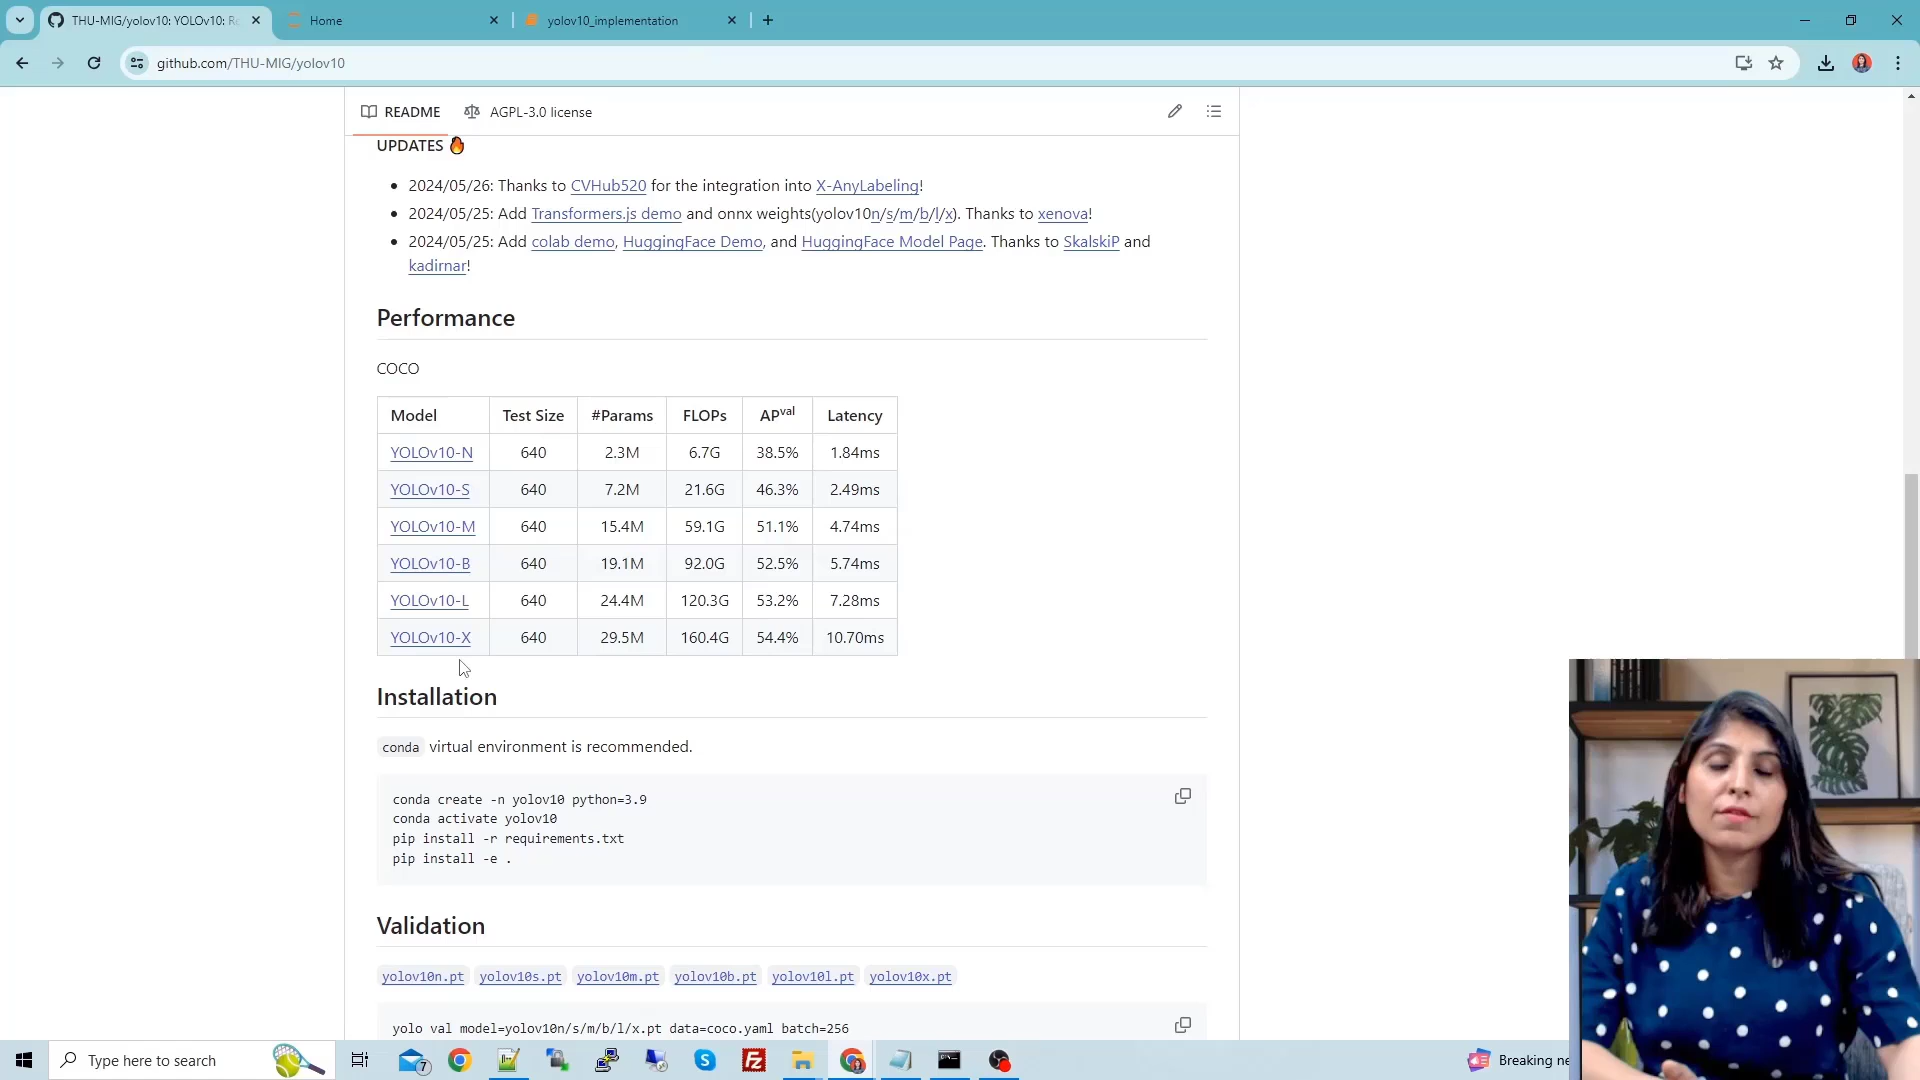 THU-MIG/yolov10: YOLOv10: Re
Home
yolov10_implementation
github.com/THU-MIG/yolov10
README
AGPL-3.0 license
UPDATES 🔥
2024/05/26: Thanks to CVHub520 for the integration into X-AnyLabeling!
2024/05/25: Add Transformers.js demo and onnx weights(yolov10n/s/m/b/l/x). Thanks to xenova!
2024/05/25: Add colab demo, HuggingFace Demo, and HuggingFace Model Page. Thanks to SkalskiP and
kadirnar!
Performance
COCO
Model Test Size #Params FLOPs APval Latency
YOLOv10-N 640 2.3M 6.7G 38.5% 1.84ms
YOLOv10-S 640 7.2M 21.6G 46.3% 2.49ms
YOLOv10-M 640 15.4M 59.1G 51.1% 4.74ms
YOLOv10-B 640 19.1M 92.0G 52.5% 5.74ms
YOLOv10-L 640 24.4M 120.3G 53.2% 7.28ms
YOLOv10-X 640 29.5M 160.4G 54.4% 10.70ms
Installation
conda virtual environment is recommended.
conda create -n yolov10 python=3.9
conda activate yolov10
pip install -r requirements.txt
pip install -e .
Validation
yolov10n.pt yolov10s.pt yolov10m.pt yolov10b.pt yolov10l.pt yolov10x.pt
yolo val model=yolov10n/s/m/b/l/x.pt data=coco.yaml batch=256
Type here to search
7
Breaking ne